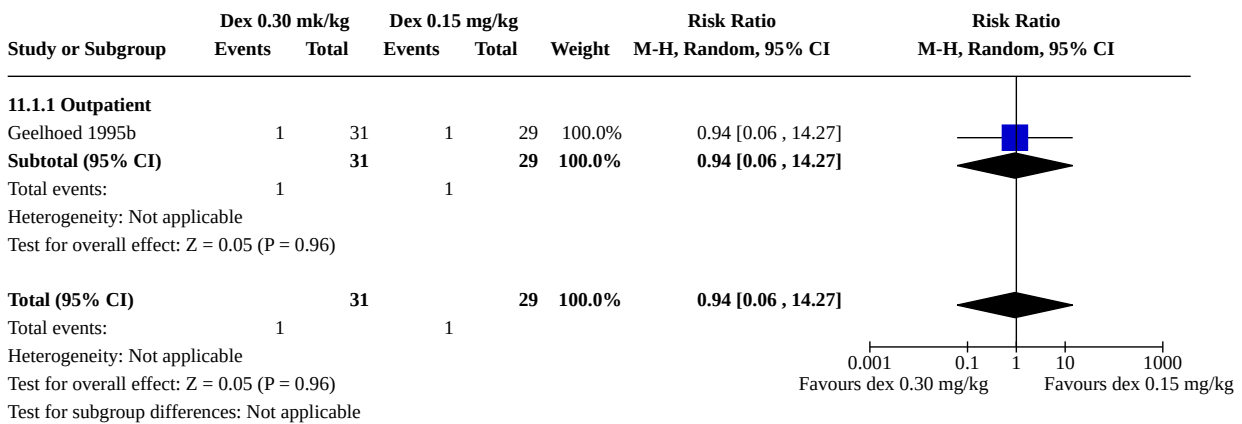 Dex 0.30 mk/kg Dex 0.15 mg/kg Risk Ratio Risk Ratio
Study or Subgroup Events Total Events Total Weight M-H, Random, 95% CI M-H, Random, 95% CI
11.1.1 Outpatient
Geelhoed 1995b 1 31 1 29 100.0% 0.94 [0.06 , 14.27]
Subtotal (95% CI) 31 29 100.0% 0.94 [0.06 , 14.27]
Total events: 1 1
Heterogeneity: Not applicable
Test for overall effect: Z = 0.05 (P = 0.96)
Total (95% CI) 31 29 100.0% 0.94 [0.06 , 14.27]
Total events: 1 1
Heterogeneity: Not applicable 0.001 0.1 1 10 1000
Test for overall effect: Z = 0.05 (P = 0.96) Favours dex 0.30 mg/kg Favours dex 0.15 mg/kg
Test for subgroup differences: Not applicable